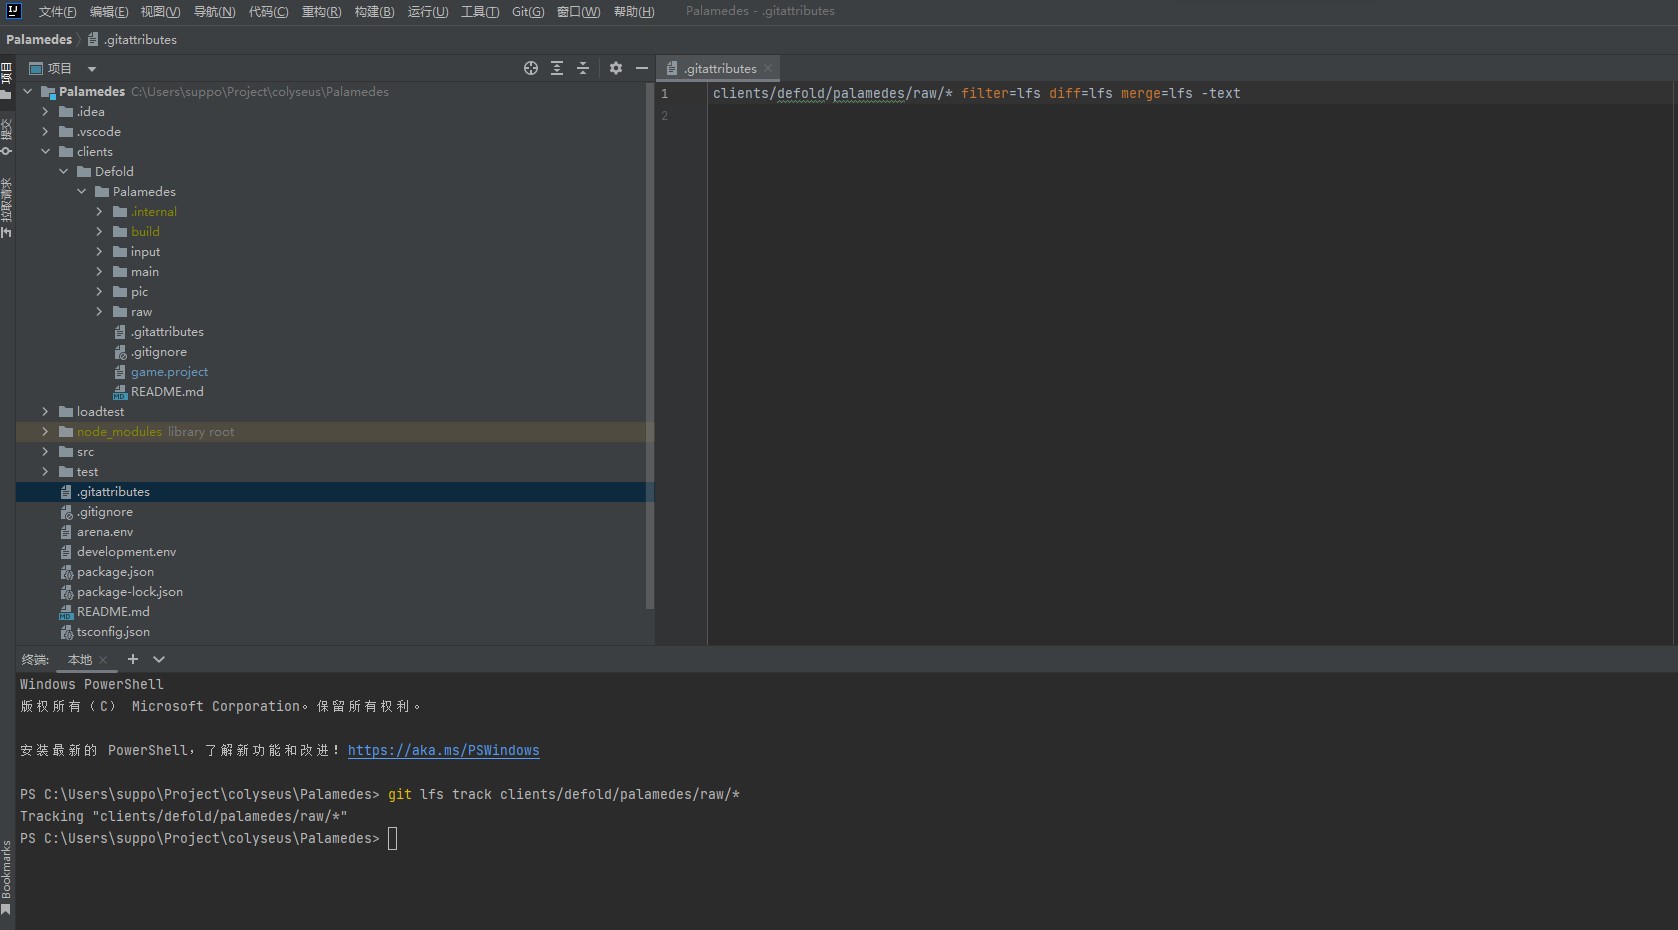 文件(F) 编辑(E) 视图(V) 导航(N) 代码(C) 重构(R) 构建(B) 运行(U) 工具(T) Git(G) 窗口(W) 帮助(H) Palamedes - .gitattributes
Palamedes .gitattributes
项目
提交
拉取请求
Bookmarks
项目
Palamedes C:\Users\suppo\Project\colyseus\Palamedes
.idea
.vscode
clients
Defold
Palamedes
.internal
build
input
main
pic
raw
.gitattributes
.gitignore
game.project
README.md
loadtest
node_modules library root
src
test
.gitattributes
.gitignore
arena.env
development.env
package.json
package-lock.json
README.md
tsconfig.json
.gitattributes
1 clients/defold/palamedes/raw/* filter=lfs diff=lfs merge=lfs -text
2
终端: 本地
Windows PowerShell
版权所有（C） Microsoft Corporation。保留所有权利。
安装最新的 PowerShell，了解新功能和改进！https://aka.ms/PSWindows
PS C:\Users\suppo\Project\colyseus\Palamedes> git lfs track clients/defold/palamedes/raw/*
Tracking "clients/defold/palamedes/raw/*"
PS C:\Users\suppo\Project\colyseus\Palamedes>